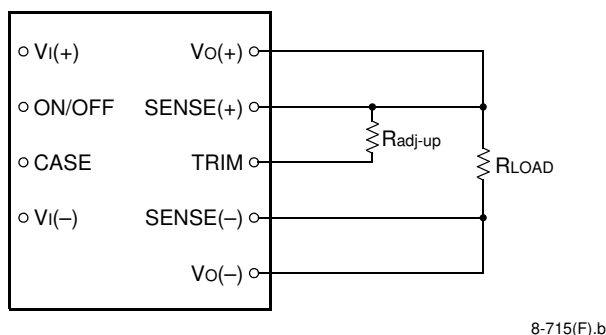 VI(+) VO(+)
ON/OFF SENSE(+)
Radj-up
CASE TRIM RLOAD
VI(–) SENSE(–)
VO(–)
8-715(F).b